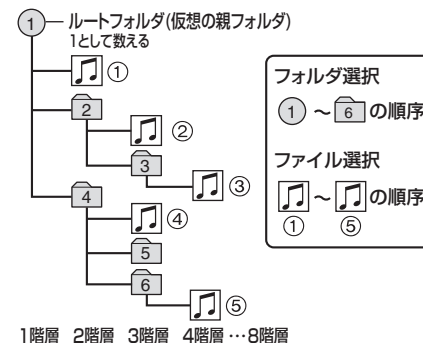 1 ルートフォルダ(仮想の親フォルダ)
1として数える
①
2
②
3
③
4
④
5
6
⑤
1階層 2階層 3階層 4階層…8階層
フォルダ選択
1 ～ 6 の順序
ファイル選択
～ の順序
① ⑤